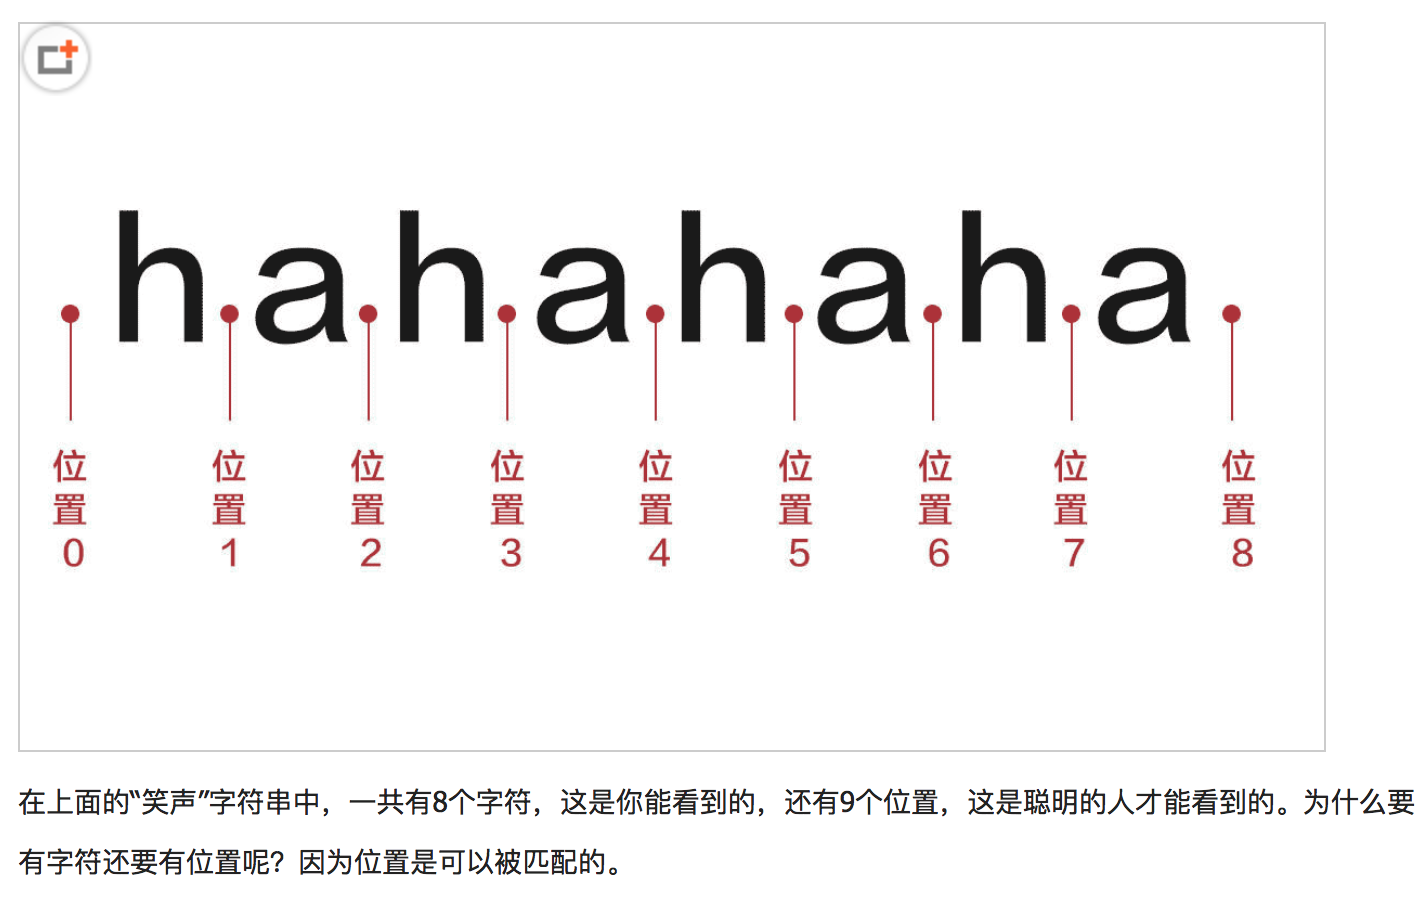 hahahaha
位置0 位置1 位置2 位置3 位置4 位置5 位置6 位置7 位置8
在上面的“笑声”字符串中，一共有8个字符，这是你能看到的，还有9个位置，这是聪明的人才能看到的。为什么要
有字符还要有位置呢？因为位置是可以被匹配的。